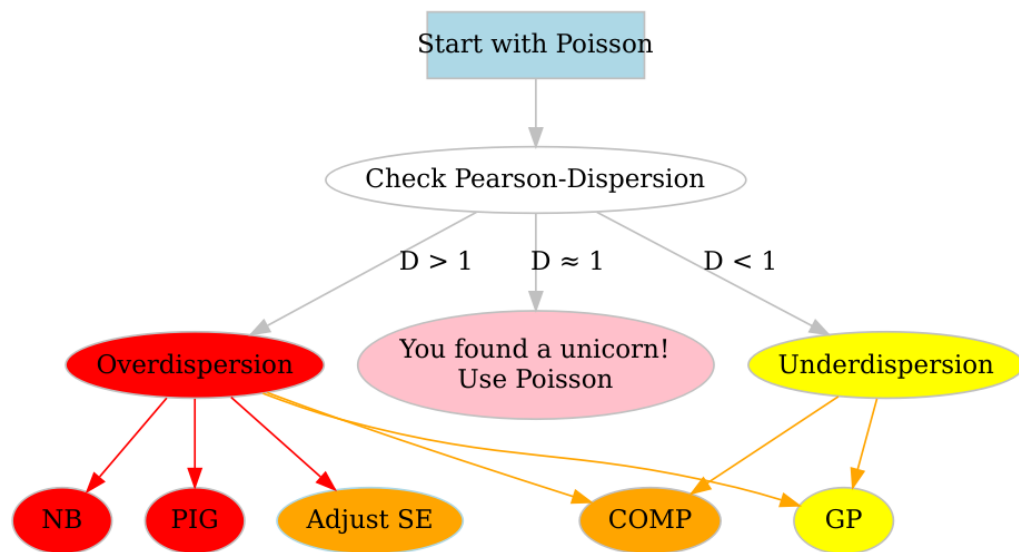 Start with Poisson
Check Pearson-Dispersion
D > 1
D ≈ 1
D < 1
Overdispersion
You found a unicorn!
Use Poisson
Underdispersion
NB
PIG
Adjust SE
COMP
GP